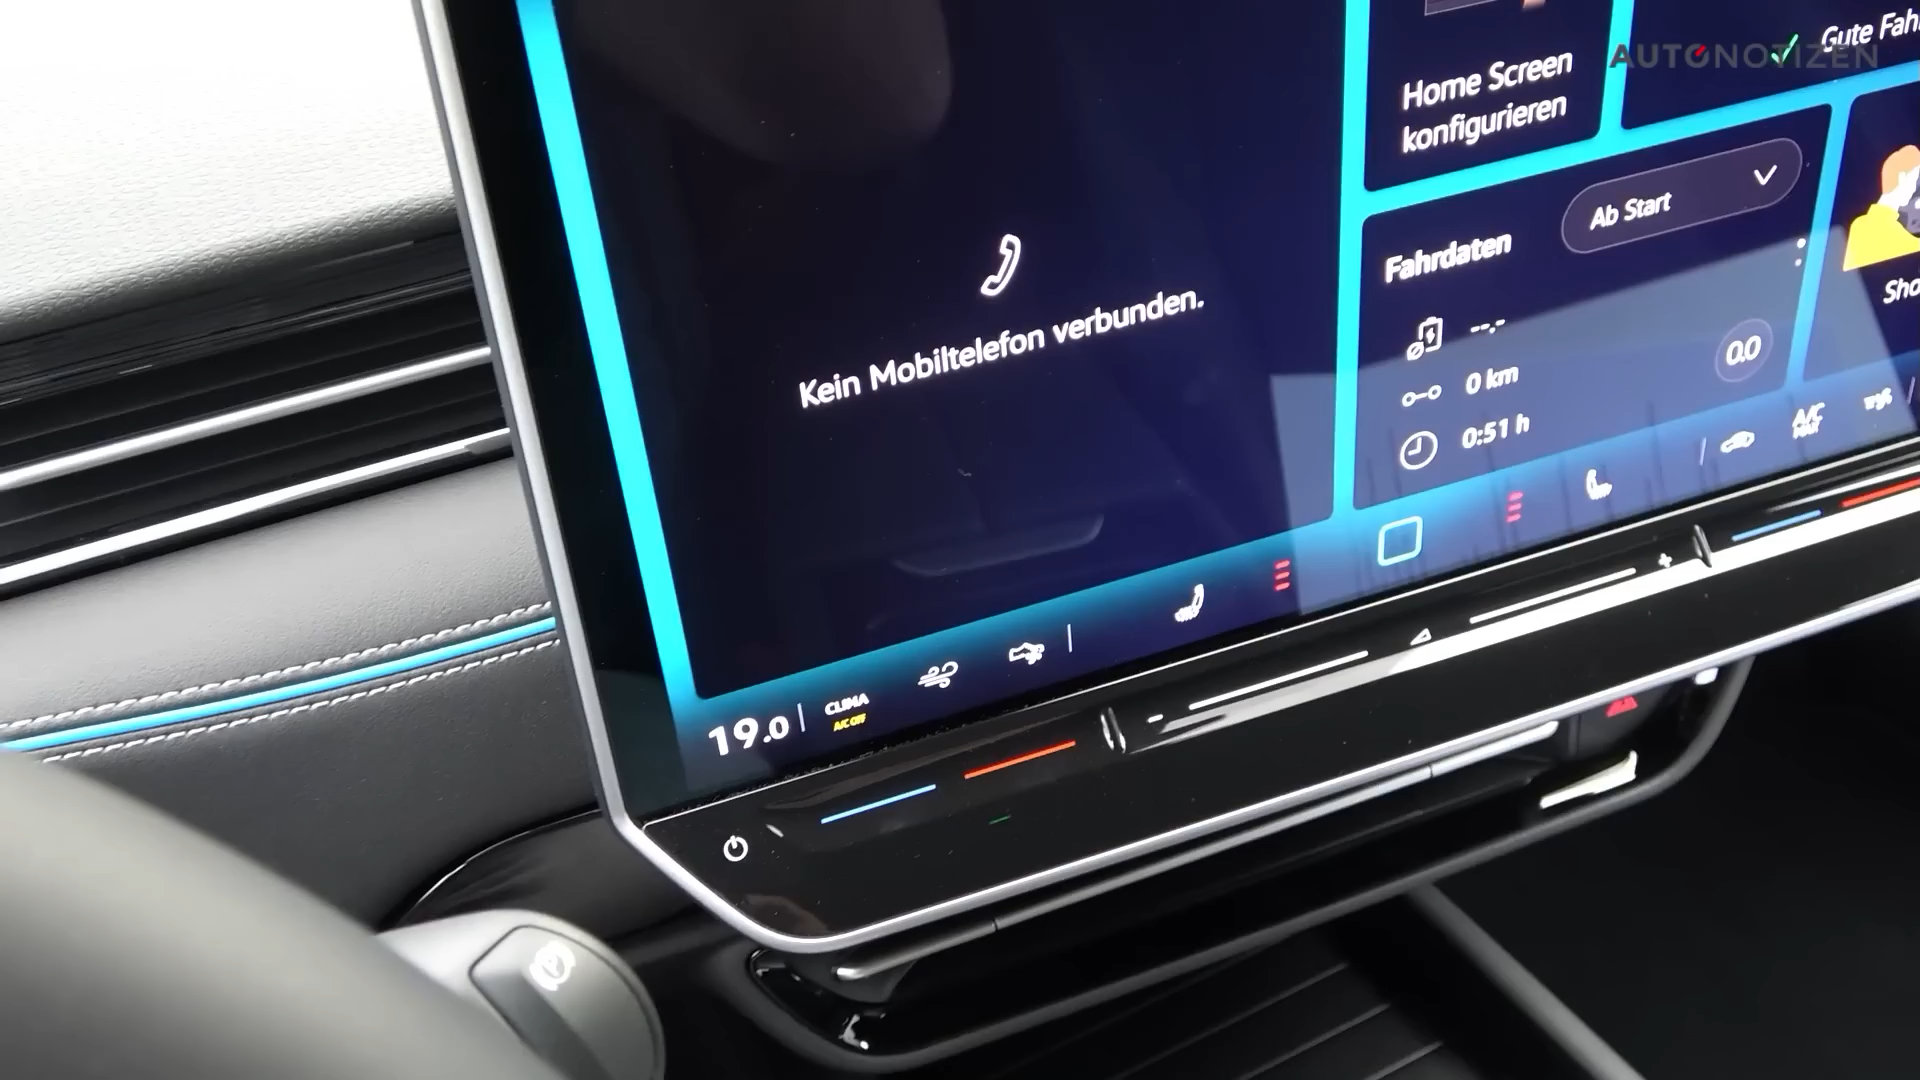 AUTONOTIZEN
Gute Fah
Home Screen
konfigurieren
Ab Start
Fahrdaten
--,-
0 km
0:51 h
0.0
Sho
Kein Mobiltelefon verbunden.
A/C
MAX
19.0
CLIMA
A/C OFF